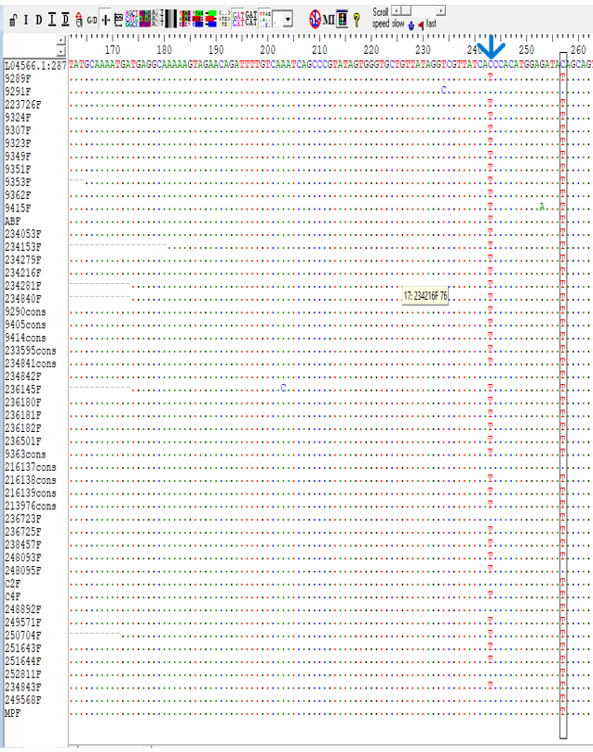 I D I I G/D MI Scroll
speed slow fast
170 180 190 200 210 220 230 240 250 260
L04566.1:287 TATGCAAAATGATGAGGCAAAAAGTAGAACAGATTTTGTCAAATCAGCCCGTATAGTGGGTGCTGTTATAGGTCGTTATCACCCACATGGAGATACAGCAG
9289F T T
9291F C T
223726F T T
9324F T T
9307F T T
9323F T T
9349F T T
9351F T T
9353F T T
9362F T T
9415F T A T
ABF T
234053F T T
234153F T T
234279F T T
234216F T T
234281F T T
234840F T T
9290cons T T
9405cons T T
9414cons T T
233595cons T T
234841cons T T
234842F T
236145F C T T
236180F T T
236181F T T
236182F T T
236501F T T
9363cons T T
216137cons T
216138cons T T
216139cons T T
213976cons T T
236723F T
236725F T T
238457F T T
248093F T T
248095F T
C2F T
C4F T T
248892F T
249571F T T
250704F T T
251643F T T
251644F T T
252811F T
234843F T T
249568F T
MPF T
17: 234216F 76